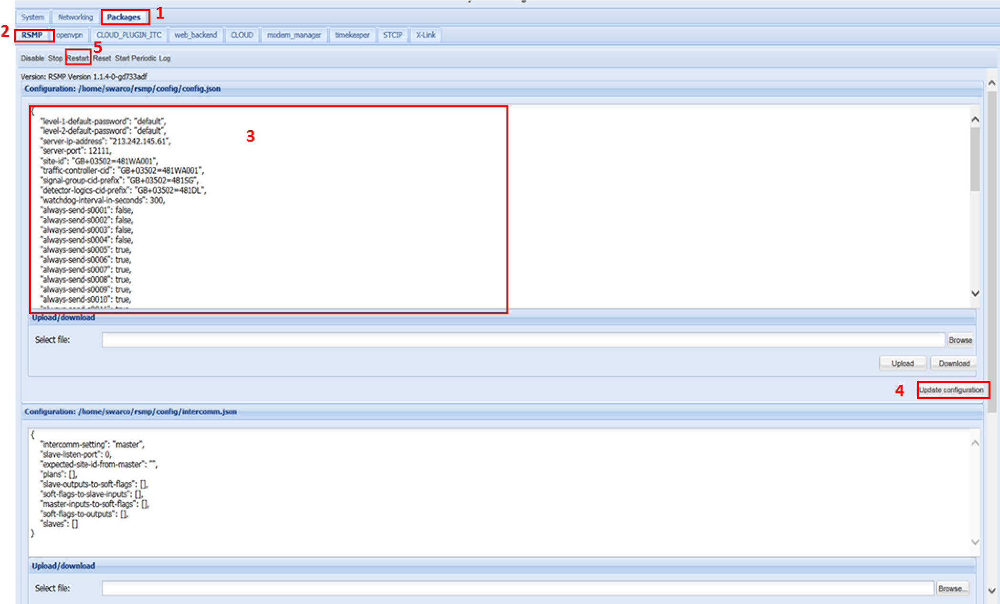 System Networking Packages 1
2 RSMP openvpn CLOUD_PLUGIN_ITC web_backend CLOUD modem_manager timekeeper STCIP X-Link
5
Disable Stop Restart Reset Start Periodic Log
Version: RSMP Version 1.1.4-0-gd733adf
Configuration: /home/swarco/rsmp/config/config.json
{
"level-1-default-password": "default",
"level-2-default-password": "default",
3
"server-ip-address": "213.242.145.61",
"server-port": 12111,
"site-id": "GB+03502=481WA001",
"traffic-controller-cid": "GB+03502=481WA001",
"signal-group-cid-prefix": "GB+03502=481SG",
"detector-logics-cid-prefix": "GB+03502=481DL",
"watchdog-interval-in-seconds": 300,
"always-send-s0001": false,
"always-send-s0002": false,
"always-send-s0003": false,
"always-send-s0004": false,
"always-send-s0005": true,
"always-send-s0006": true,
"always-send-s0007": true,
"always-send-s0008": true,
"always-send-s0009": true,
"always-send-s0010": true,
Upload/download
Select file: Browse
Upload Download
4 Update configuration
Configuration: /home/swarco/rsmp/config/intercomm.json
{
"intercomm-setting": "master",
"slave-listen-port": 0,
"expected-site-id-from-master": "",
"plans": [],
"slave-outputs-to-soft-flags": [],
"soft-flags-to-slave-inputs": [],
"master-inputs-to-soft-flags": [],
"soft-flags-to-outputs": [],
"slaves": []
}
Upload/download
Select file: Browse...